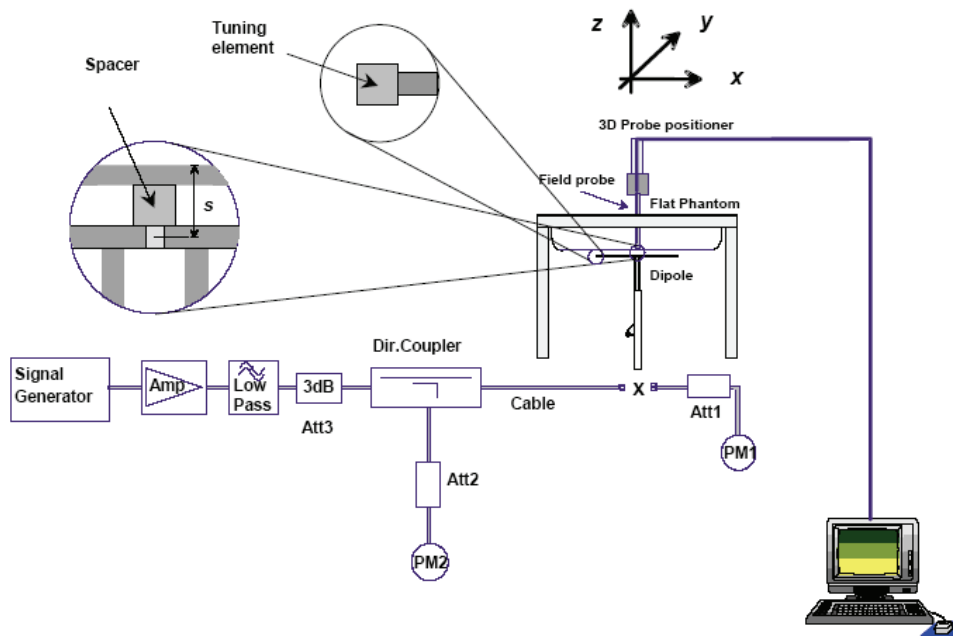 Tuning
element
Spacer
s
z
y
x
3D Probe positioner
Field probe
Flat Phantom
Dipole
Dir.Coupler
Signal
Generator
Amp
Low
Pass
3dB
Att3
Cable
X
Att1
PM1
Att2
PM2